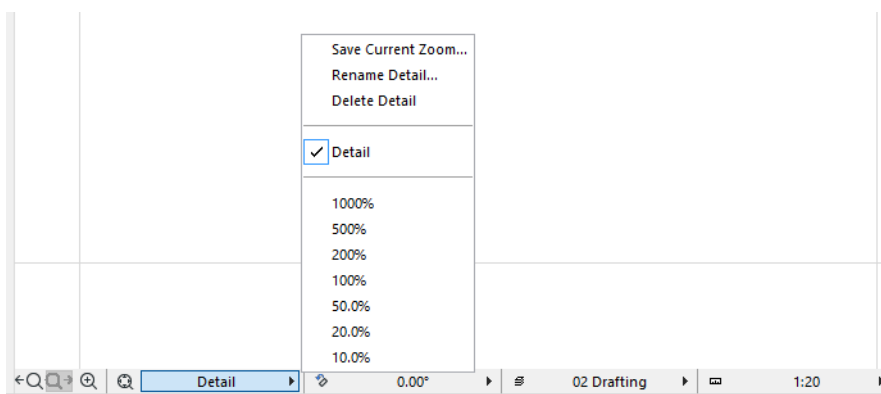 Save Current Zoom...
Rename Detail...
Delete Detail
Detail
1000%
500%
200%
100%
50.0%
20.0%
10.0%
Detail 0.00° 02 Drafting 1:20